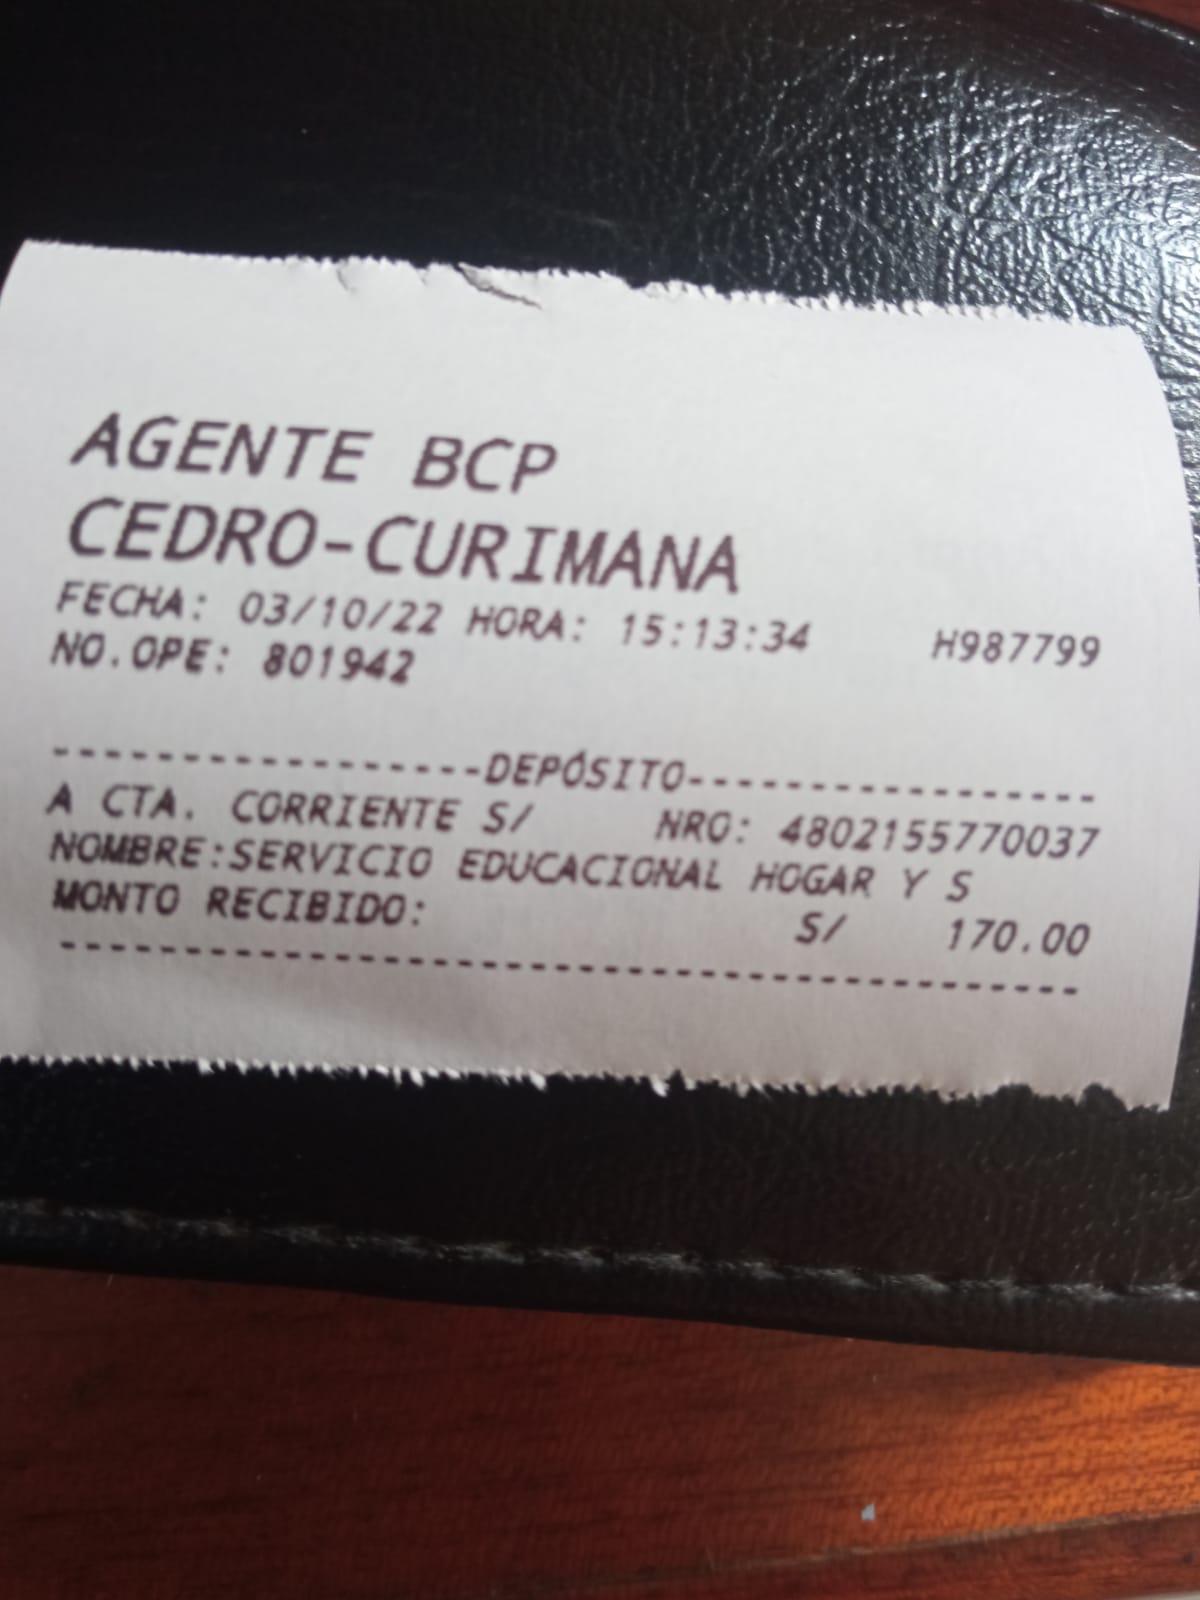 AGENTE BCP
CEDRO-CURIMANA
FECHA: 03/10/22 HORA: 15:13:34 H987799
NO.OPE: 801942
-----------------DEPÓSITO-----------------
A CTA. CORRIENTE S/ NRO: 4802155770037
NOMBRE:SERVICIO EDUCACIONAL HOGAR Y S
MONTO RECIBIDO: S/ 170.00
------------------------------------------